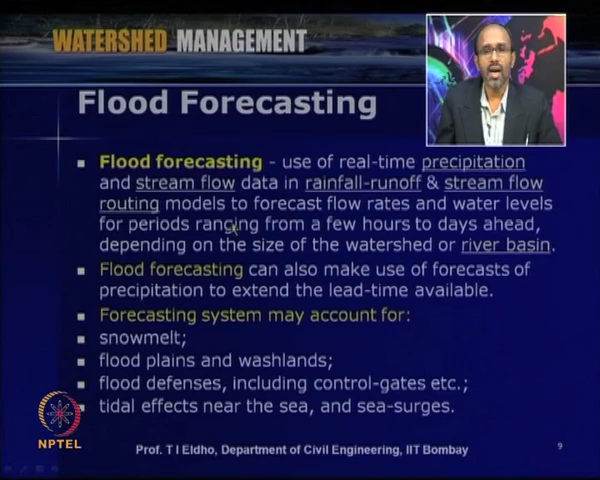 WATERSHED MANAGEMENT
Flood Forecasting
Flood forecasting - use of real-time precipitation
and stream flow data in rainfall-runoff & stream flow
routing models to forecast flow rates and water levels
for periods ranging from a few hours to days ahead,
depending on the size of the watershed or river basin.
Flood forecasting can also make use of forecasts of
precipitation to extend the lead-time available.
Forecasting system may account for:
snowmelt;
flood plains and washlands;
flood defenses, including control-gates etc.;
tidal effects near the sea, and sea-surges.
NPTEL
Prof. T I Eldho, Department of Civil Engineering, IIT Bombay
9